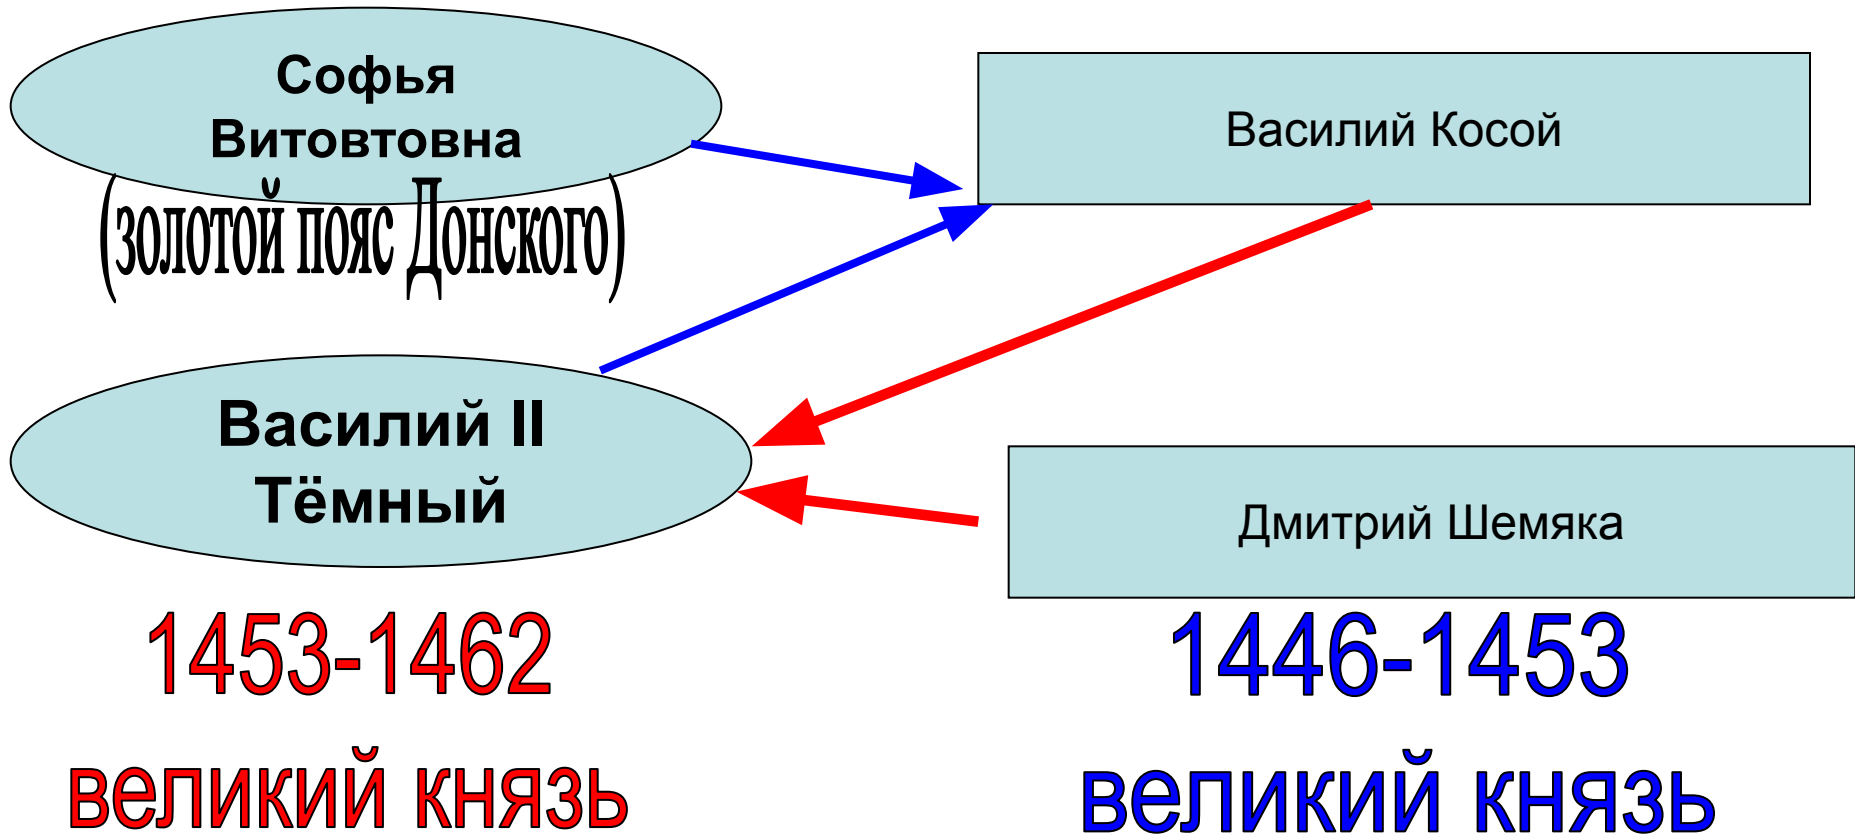 Софья
Витовтовна
(золотой пояс Донского)
Василий Косой
Василий II
Тёмный
Дмитрий Шемяка
1453-1462
великий князь
1446-1453
великий князь